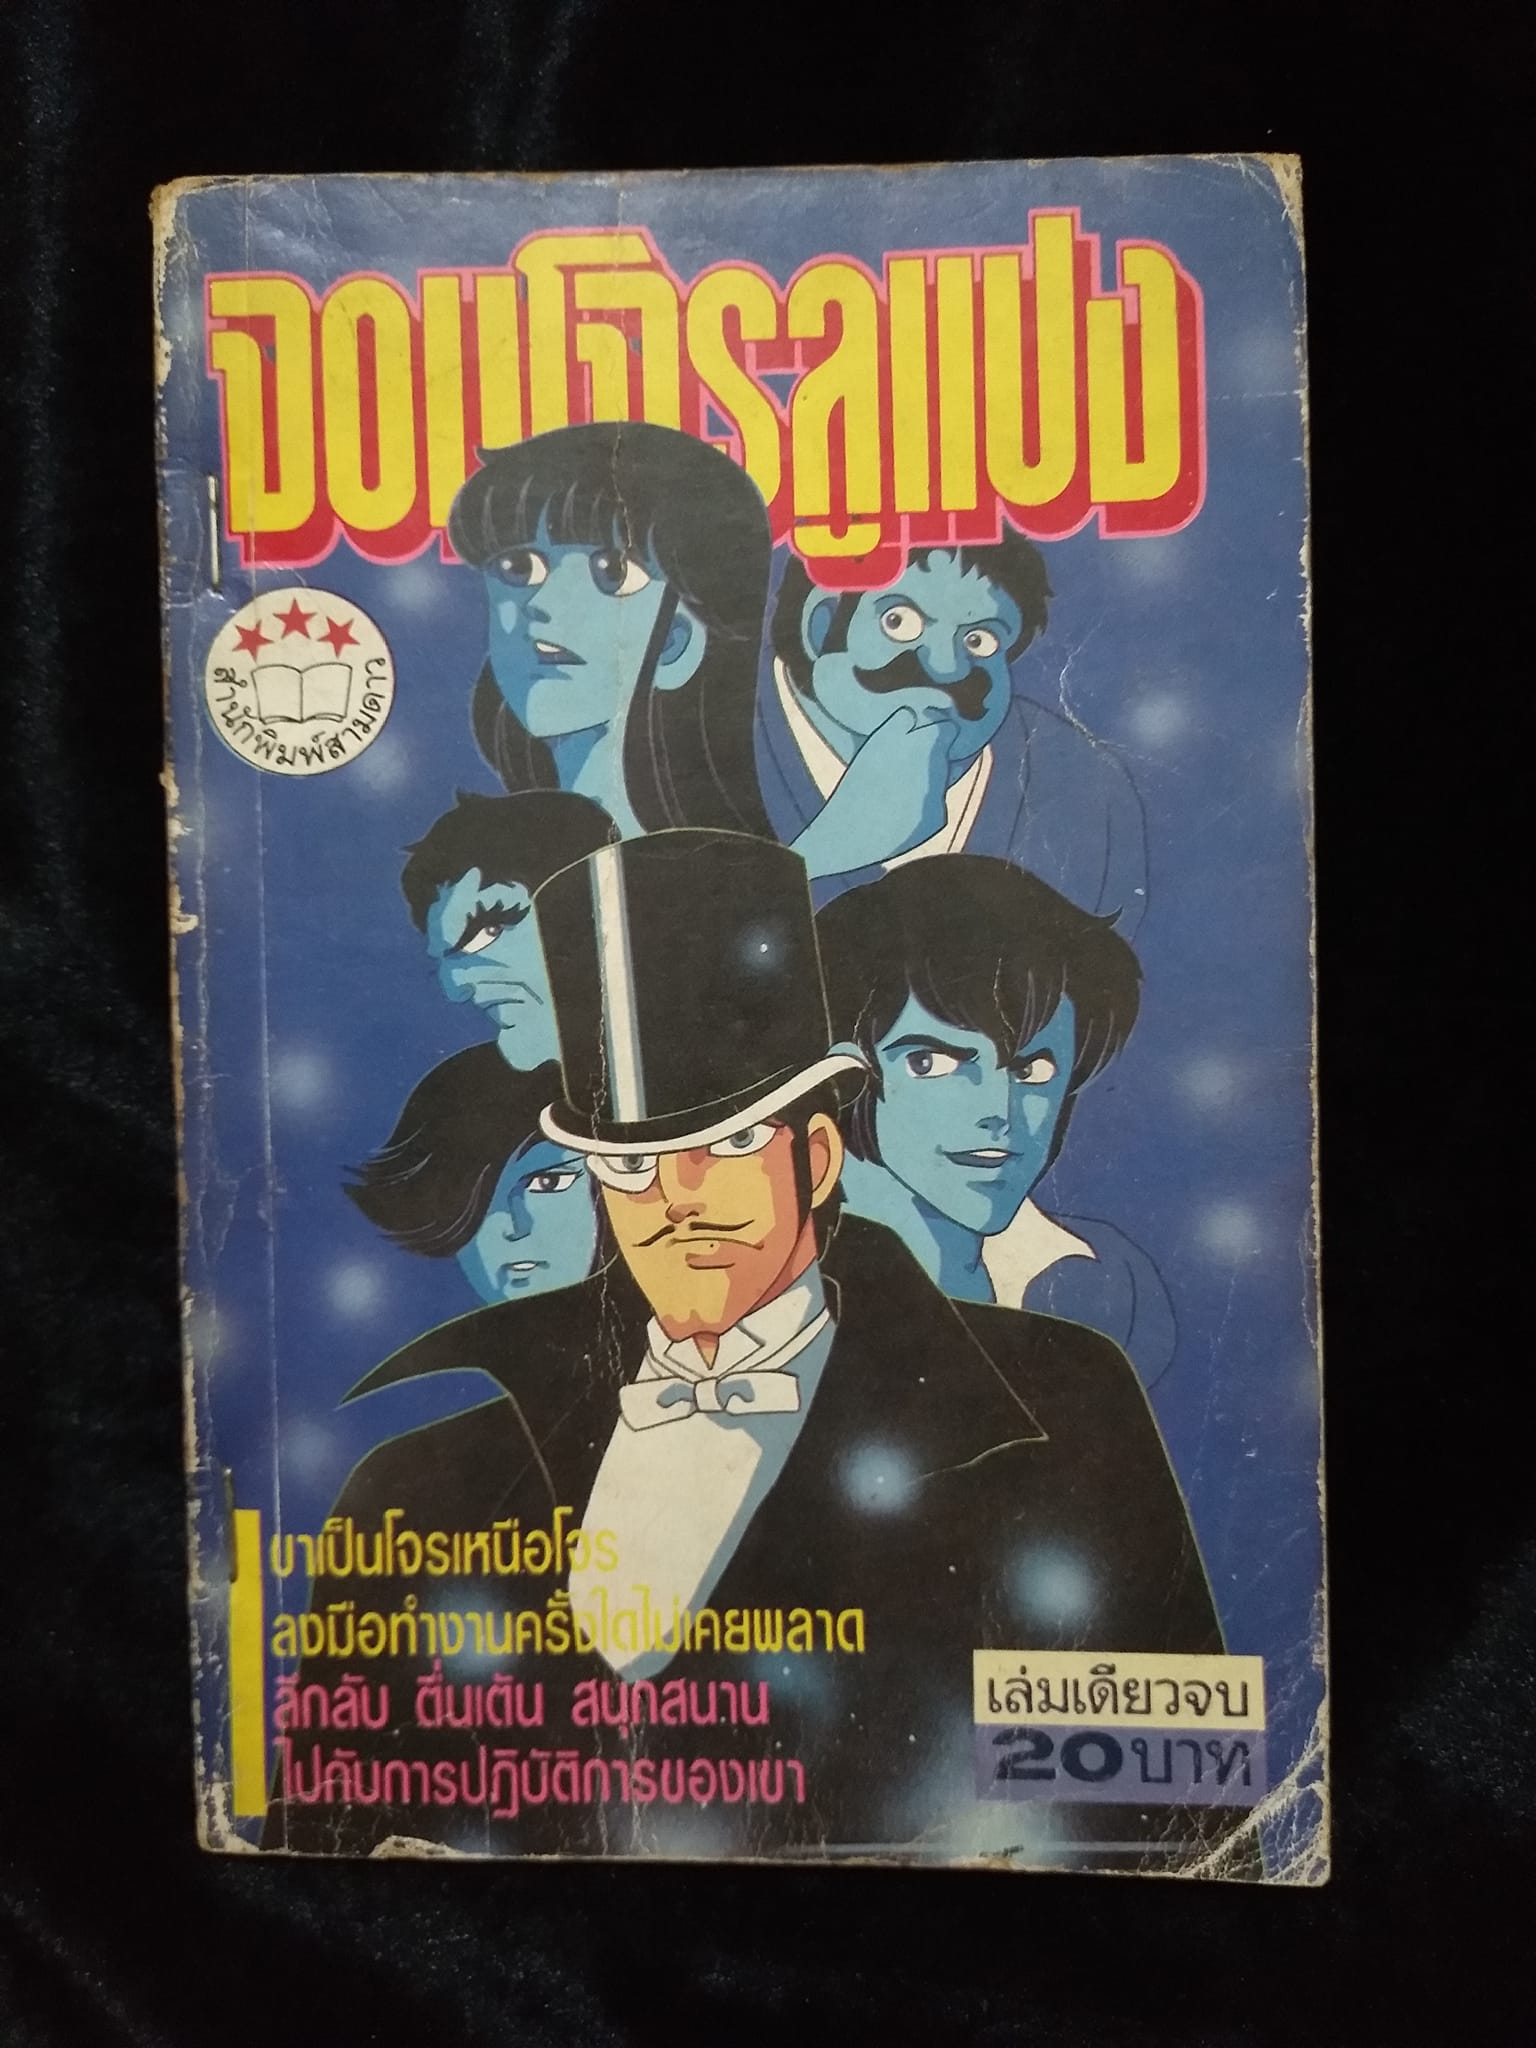 จอมโจรลูแปง
สำนักพิมพ์สามดาว
เขาเป็นโจรเหนือโจร
ลงมือทำงานครั้งใดไม่เคยพลาด
ลึกลับ ตื่นเต้น สนุกสนาน
ไปกับการปฏิบัติการของเขา
เล่มเดียวจบ
20 บาท